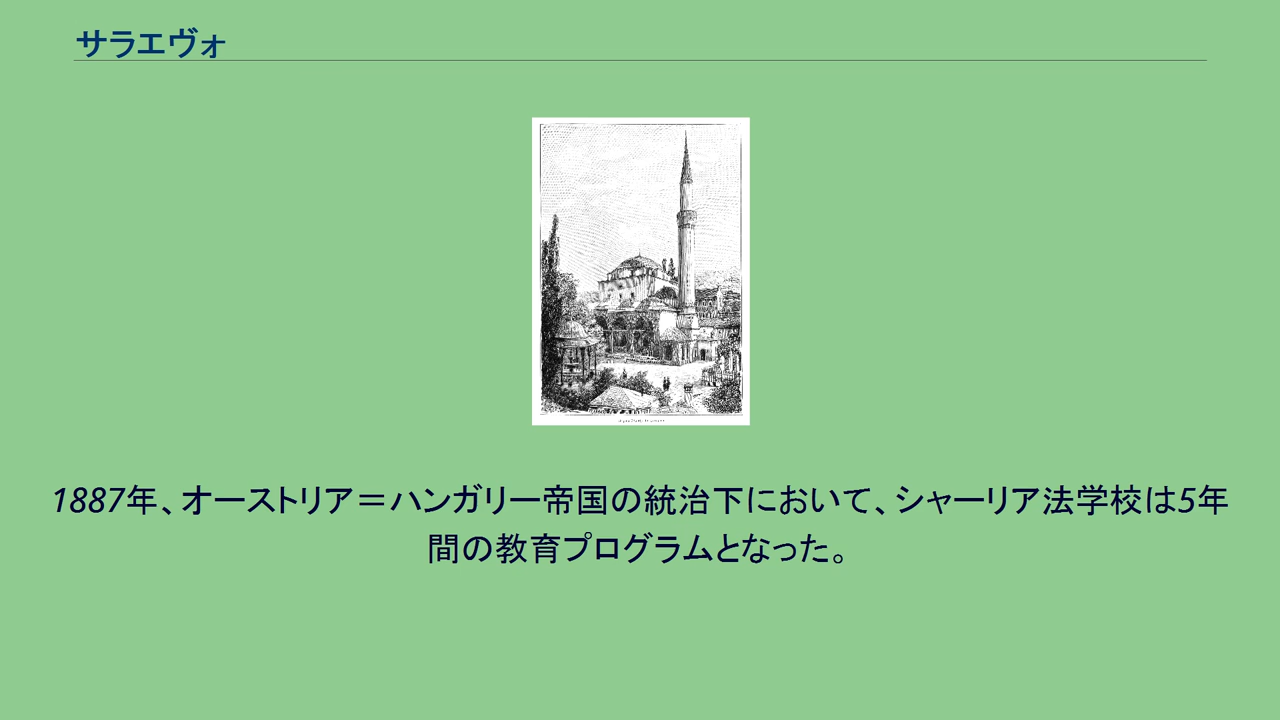 サラエヴォ
1887年、オーストリア＝ハンガリー帝国の統治下において、シャーリア法学校は5年
間の教育プログラムとなった。